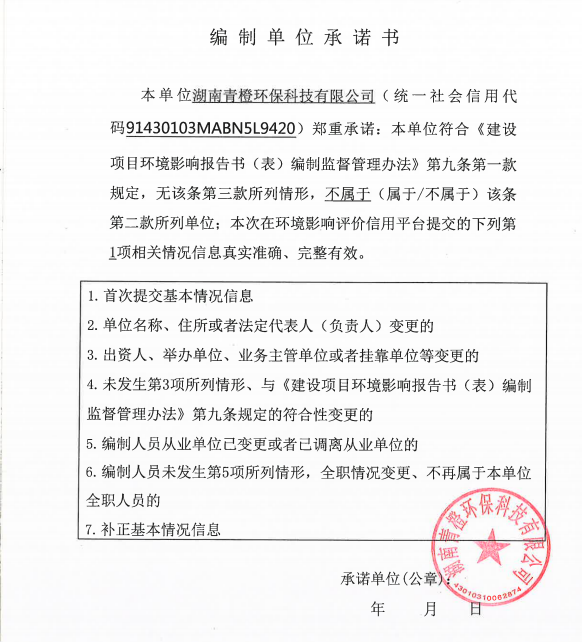 编制单位承诺书
本单位湖南青橙环保科技有限公司（统一社会信用代
码91430103MABN5L9420）郑重承诺：本单位符合《建设
项目环境影响报告书（表）编制监督管理办法》第九条第一款
规定，无该条第三款所列情形，不属于（属于/不属于）该条
第二款所列单位；本次在环境影响评价信用平台提交的下列第
1项相关情况信息真实准确、完整有效。
1.首次提交基本情况信息
2.单位名称、住所或者法定代表人（负责人）变更的
3.出资人、举办单位、业务主管单位或者挂靠单位等变更的
4.未发生第3项所列情形、与《建设项目环境影响报告书（表）编制
监督管理办法》第九条规定的符合性变更的
5.编制人员从业单位已变更或者已调离从业单位的
6.编制人员未发生第5项所列情形，全职情况变更、不再属于本单位
全职人员的
7.补正基本情况信息
湖南青橙环保科技有限公司
43010310062874
承诺单位(公章)：
年 月 日